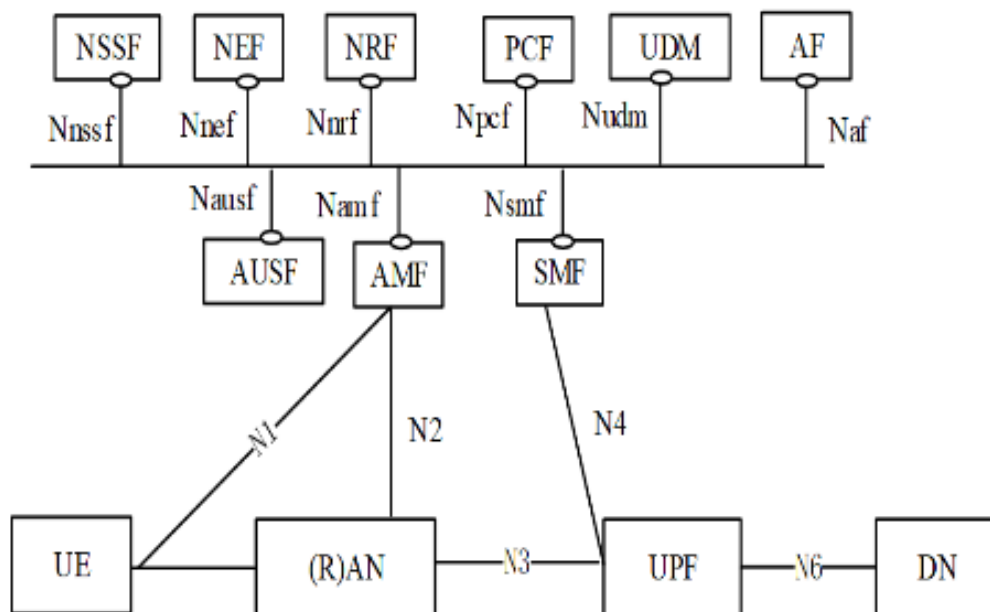 NSSF NEF NRF PCF UDM AF
Nnssf Nnef Nnrf Npcf Nudm Naf
Nausf Namf Nsmf
AUSF AMF SMF
N1 N2 N4
UE (R)AN N3 UPF N6 DN